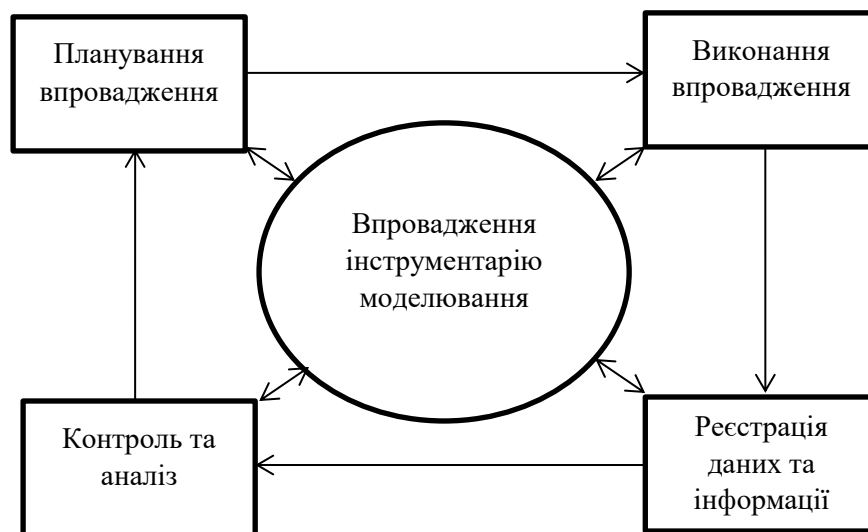 Планування
впровадження
Виконання
впровадження
Впровадження
інструментарію
моделювання
Контроль та
аналіз
Реєстрація
даних та
інформації